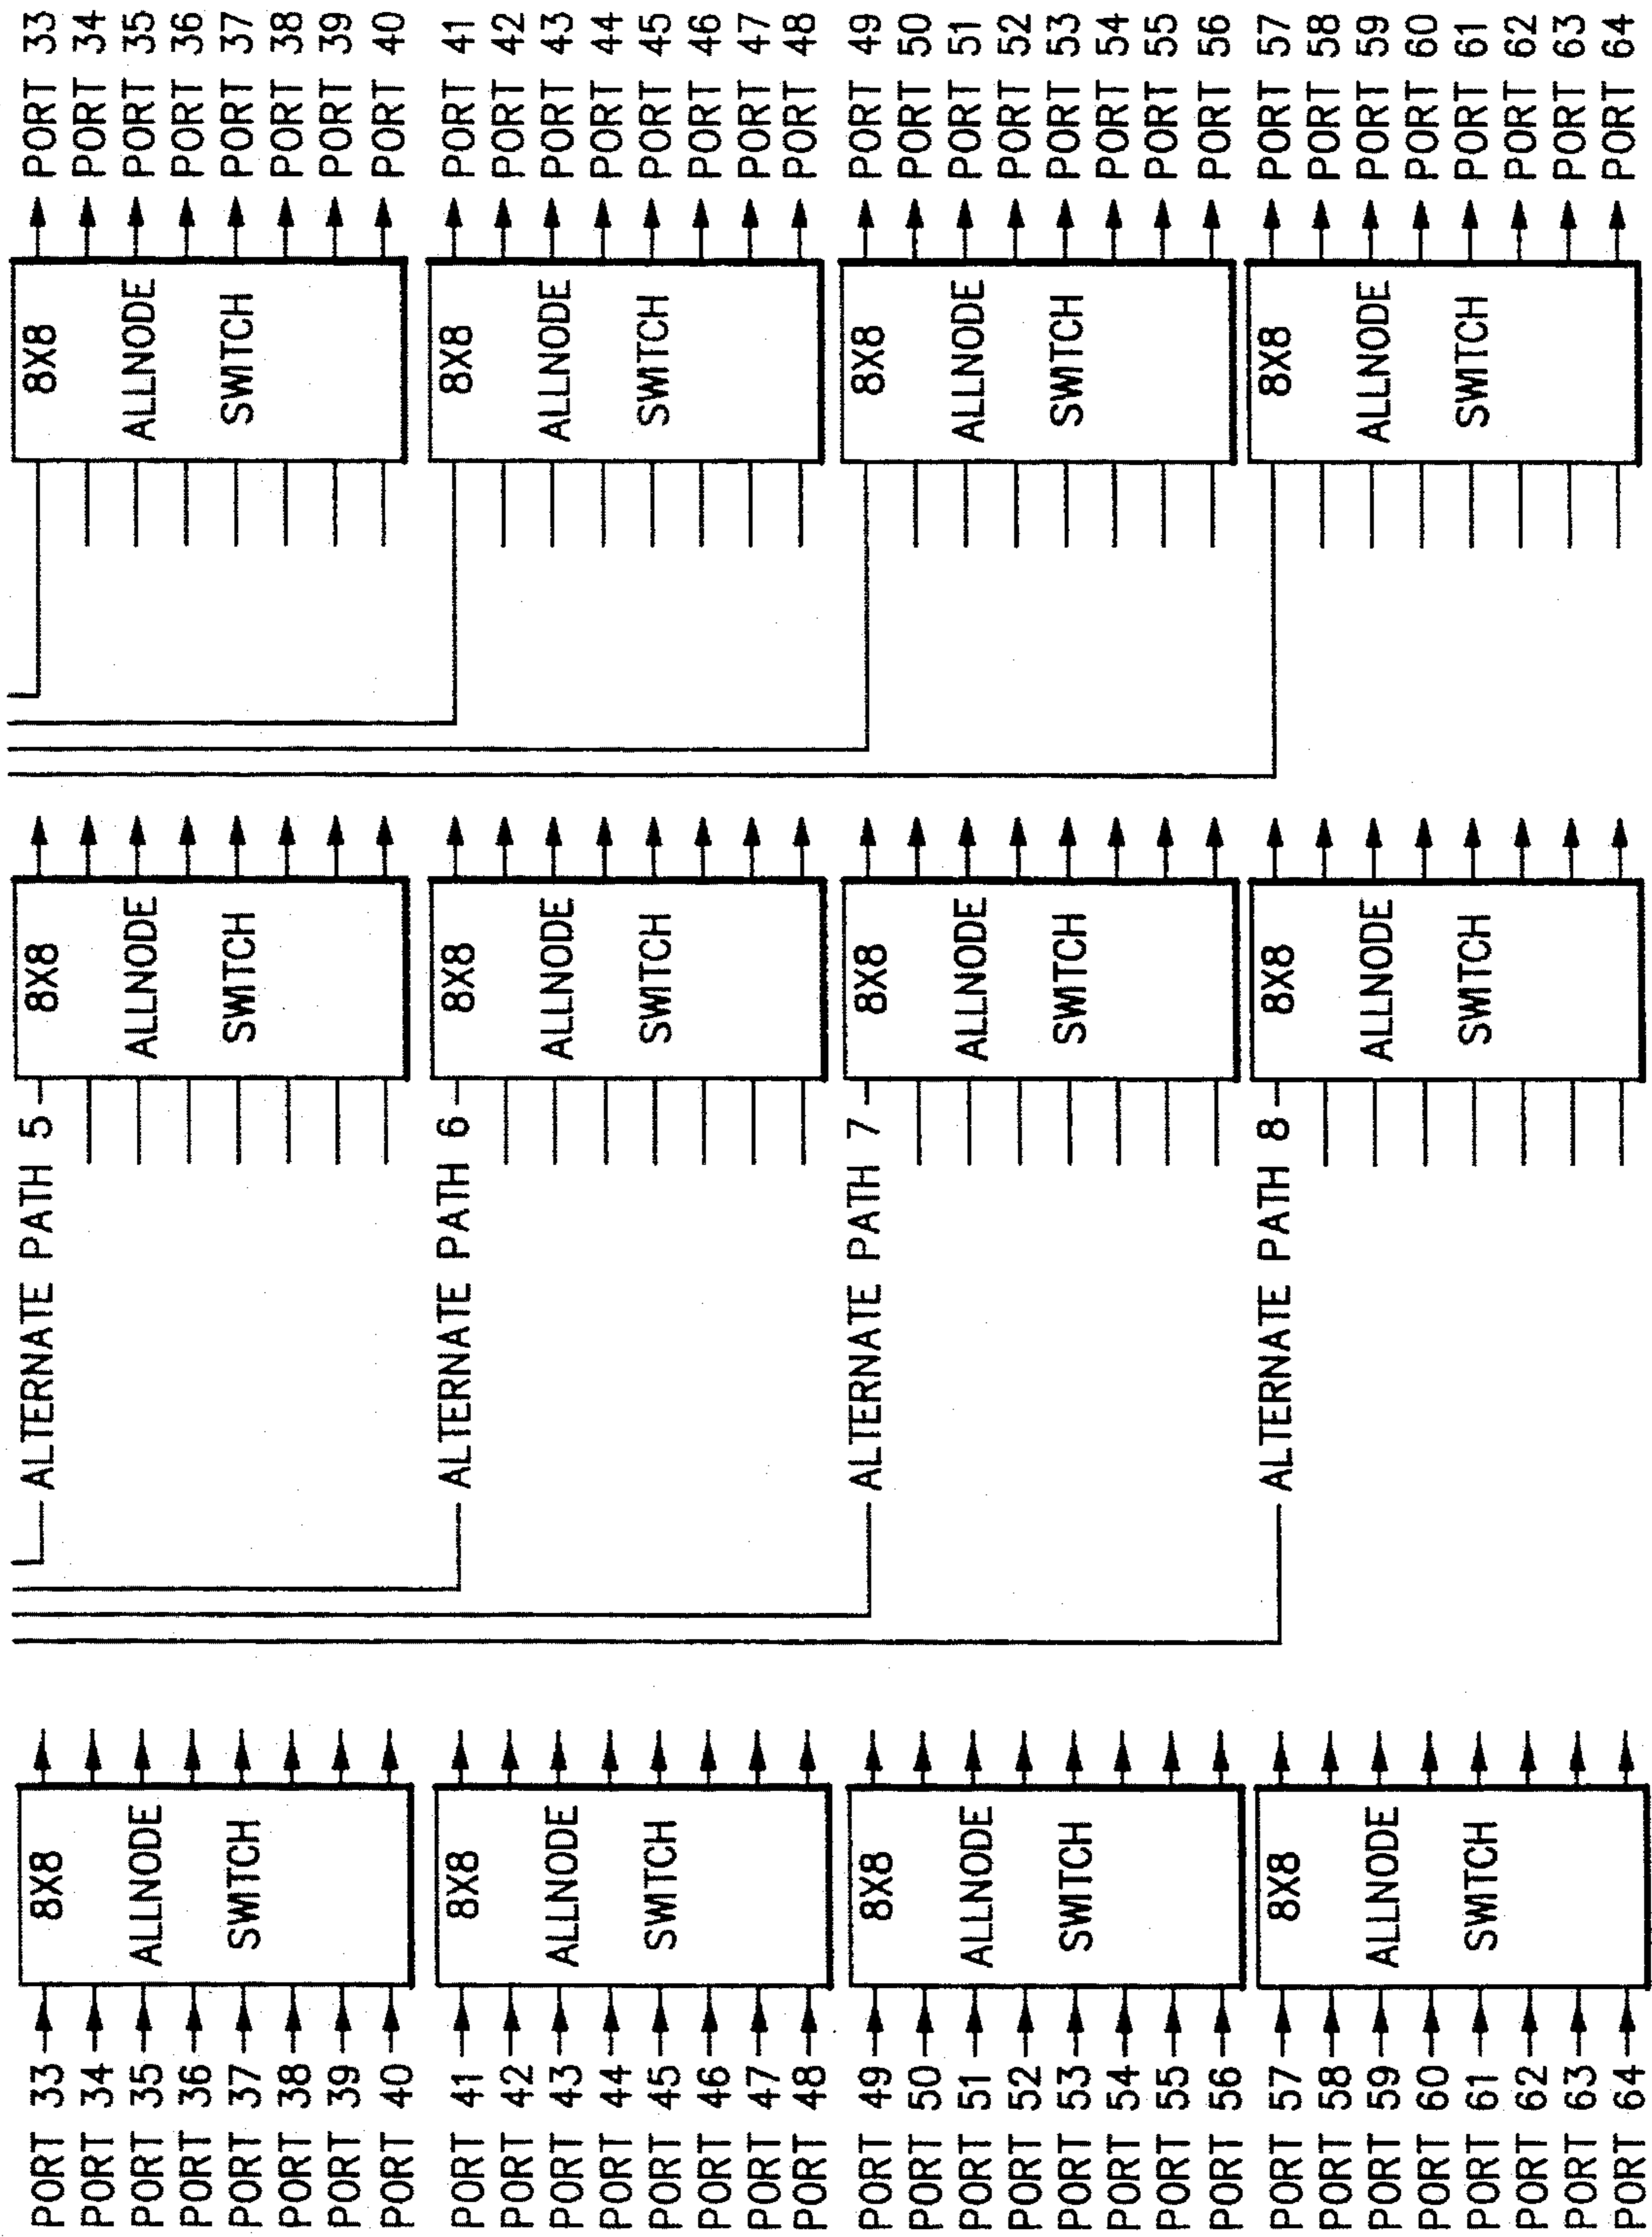 PORT 33
PORT 34
PORT 35
PORT 36
PORT 37
PORT 38
PORT 39
PORT 40
8X8
ALLNODE
SWITCH
ALTERNATE PATH 5
8X8
ALLNODE
SWITCH
8X8
ALLNODE
SWITCH
PORT 33
PORT 34
PORT 35
PORT 36
PORT 37
PORT 38
PORT 39
PORT 40
PORT 41
PORT 42
PORT 43
PORT 44
PORT 45
PORT 46
PORT 47
PORT 48
8X8
ALLNODE
SWITCH
ALTERNATE PATH 6
8X8
ALLNODE
SWITCH
8X8
ALLNODE
SWITCH
PORT 41
PORT 42
PORT 43
PORT 44
PORT 45
PORT 46
PORT 47
PORT 48
PORT 49
PORT 50
PORT 51
PORT 52
PORT 53
PORT 54
PORT 55
PORT 56
8X8
ALLNODE
SWITCH
ALTERNATE PATH 7
8X8
ALLNODE
SWITCH
8X8
ALLNODE
SWITCH
PORT 49
PORT 50
PORT 51
PORT 52
PORT 53
PORT 54
PORT 55
PORT 56
PORT 57
PORT 58
PORT 59
PORT 60
PORT 61
PORT 62
PORT 63
PORT 64
8X8
ALLNODE
SWITCH
ALTERNATE PATH 8
8X8
ALLNODE
SWITCH
8X8
ALLNODE
SWITCH
PORT 57
PORT 58
PORT 59
PORT 60
PORT 61
PORT 62
PORT 63
PORT 64